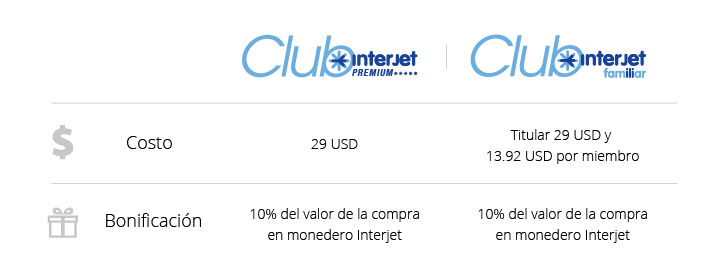 Club interjet
PREMIUM
Club interjet
familiar
$
Costo
29 USD
Titular 29 USD y
13.92 USD por miembro
Bonificación
10% del valor de la compra
en monedero Interjet
10% del valor de la compra
en monedero Interjet